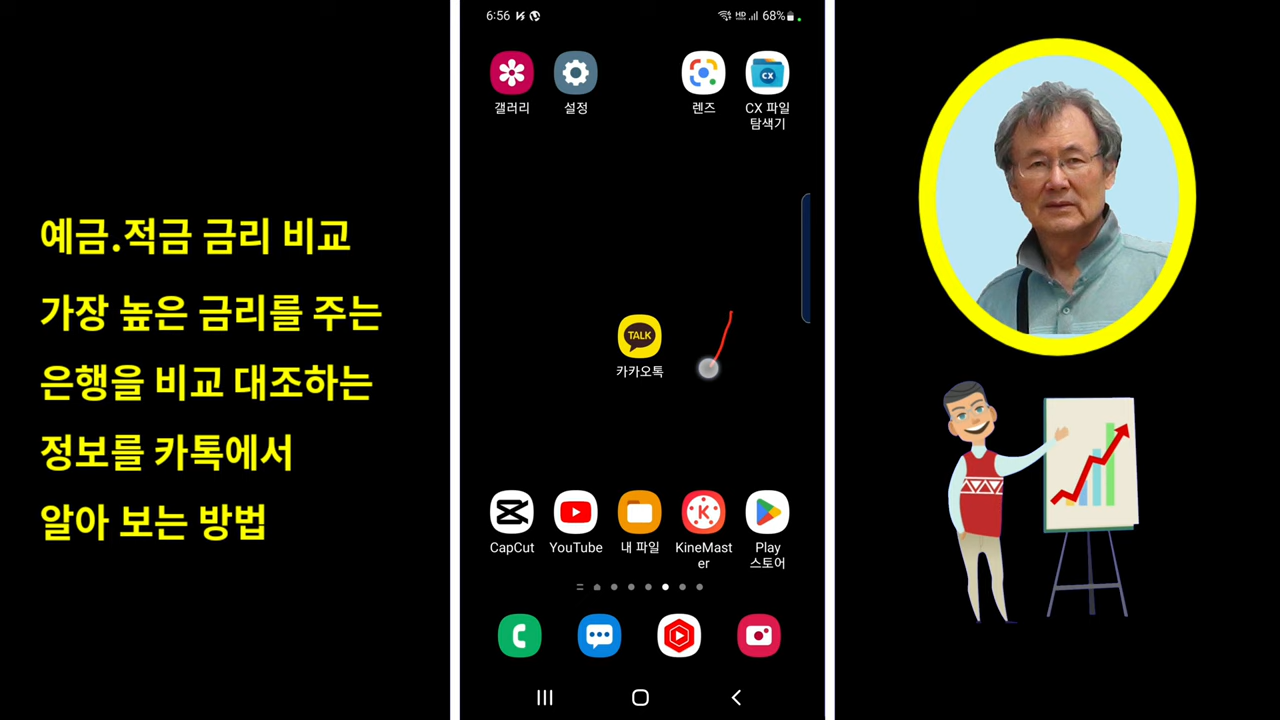 예금.적금 금리 비교
가장 높은 금리를 주는
은행을 비교 대조하는
정보를 카톡에서
알아 보는 방법
6:56
HD
68%
갤러리
설정
렌즈
CX
CX 파일
탐색기
TALK
카카오톡
K
CapCut
YouTube
내 파일
KineMast
er
Play
스토어